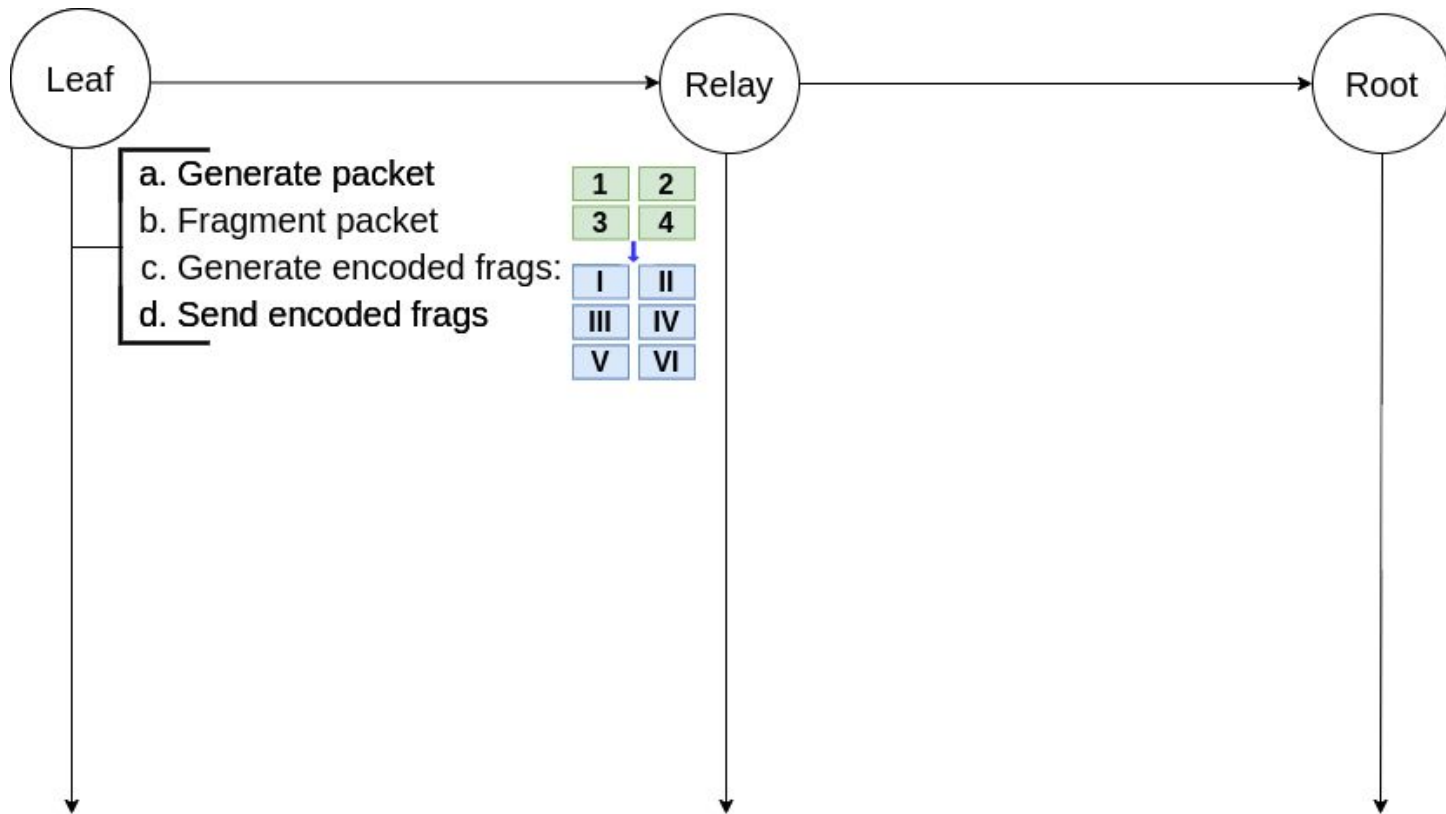 Leaf
Relay
Root
a. Generate packet
b. Fragment packet
c. Generate encoded frags:
d. Send encoded frags
1 2
3 4
I II
III IV
V VI